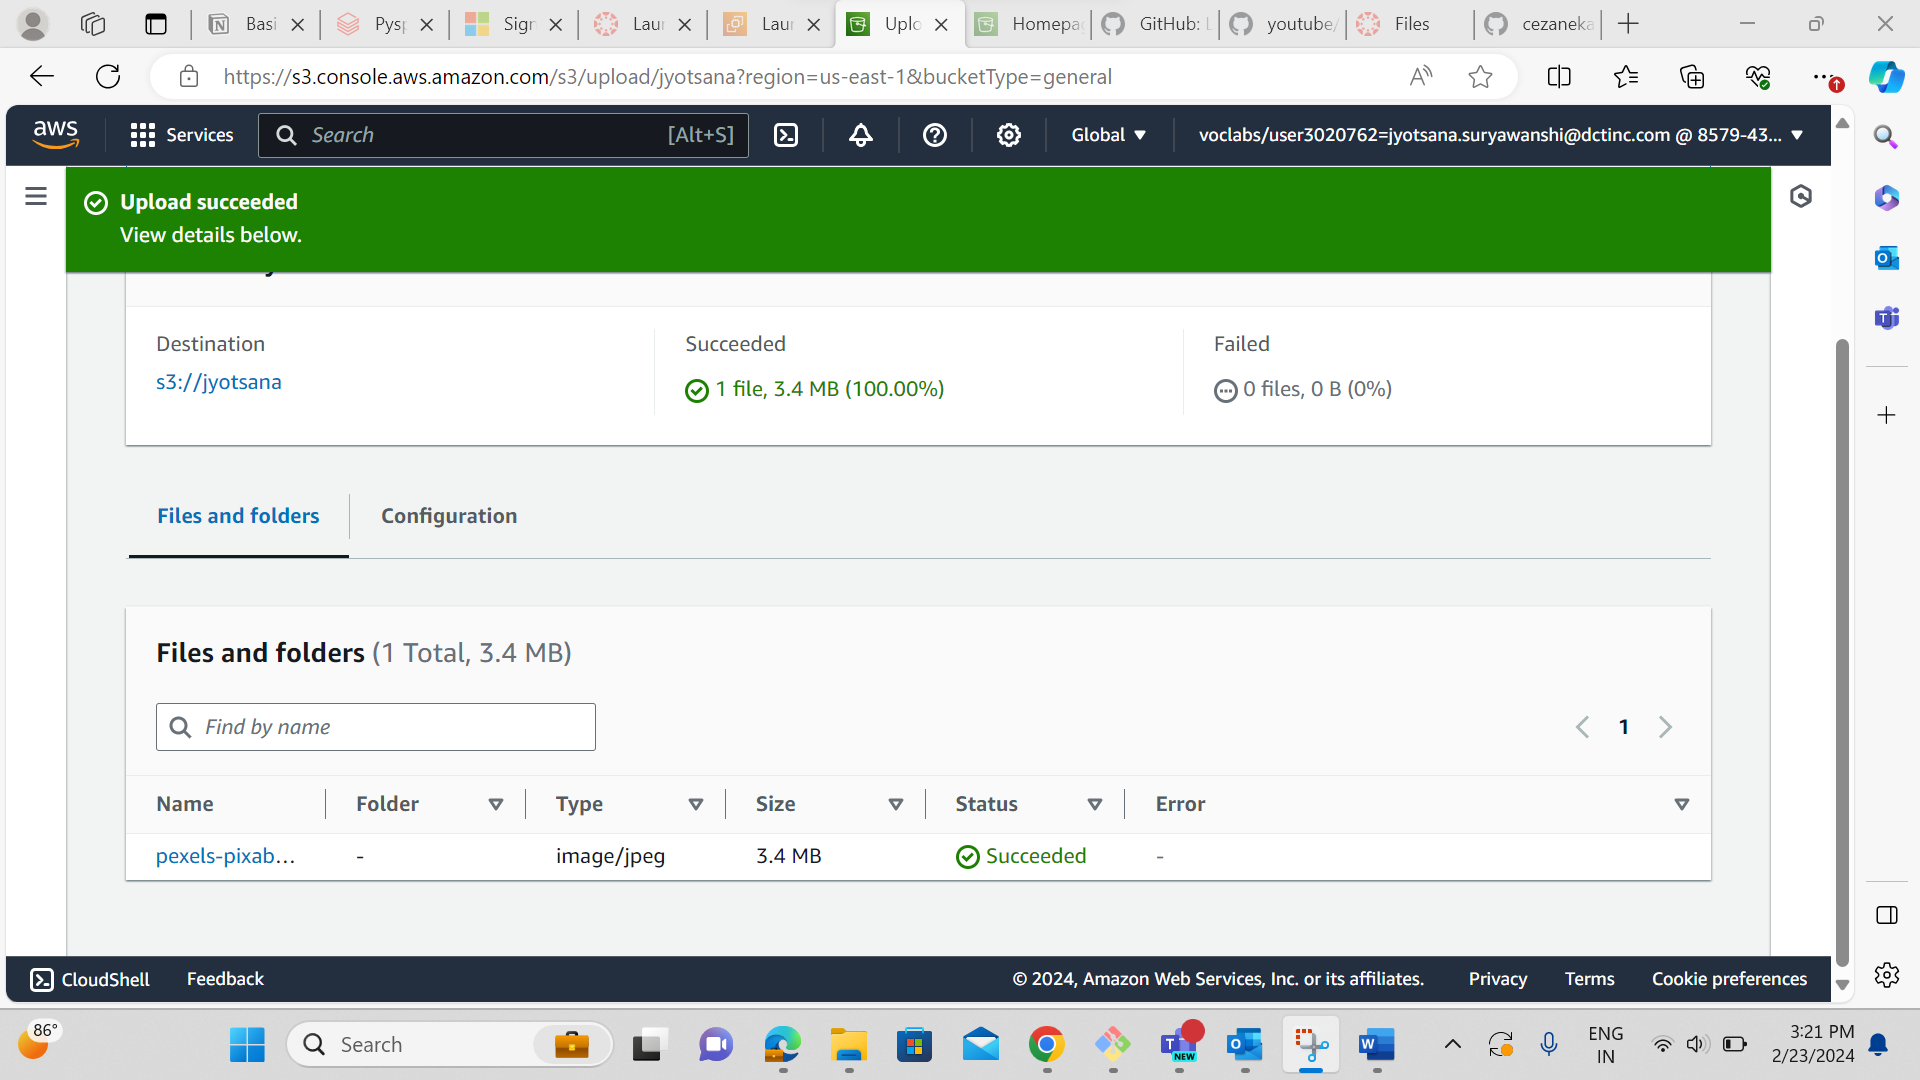 Basi
Pysp
Sign
Laun
Laun
Uplo
Homepa
GitHub: L
youtube/
Files
cezaneka
https://s3.console.aws.amazon.com/s3/upload/jyotsana?region=us-east-1&bucketType=general
aws
Services
Search
[Alt+S]
Global
voclabs/user3020762=jyotsana.suryawanshi@dctinc.com @ 8579-43...
Upload succeeded
View details below.
Destination
Succeeded
Failed
s3://jyotsana
1 file, 3.4 MB (100.00%)
0 files, 0 B (0%)
Files and folders
Configuration
Files and folders (1 Total, 3.4 MB)
Find by name
1
Name
Folder
Type
Size
Status
Error
pexels-pixab...
-
image/jpeg
3.4 MB
Succeeded
-
CloudShell
Feedback
© 2024, Amazon Web Services, Inc. or its affiliates.
Privacy
Terms
Cookie preferences
86°
Search
NEW
ENG
IN
3:21 PM
2/23/2024